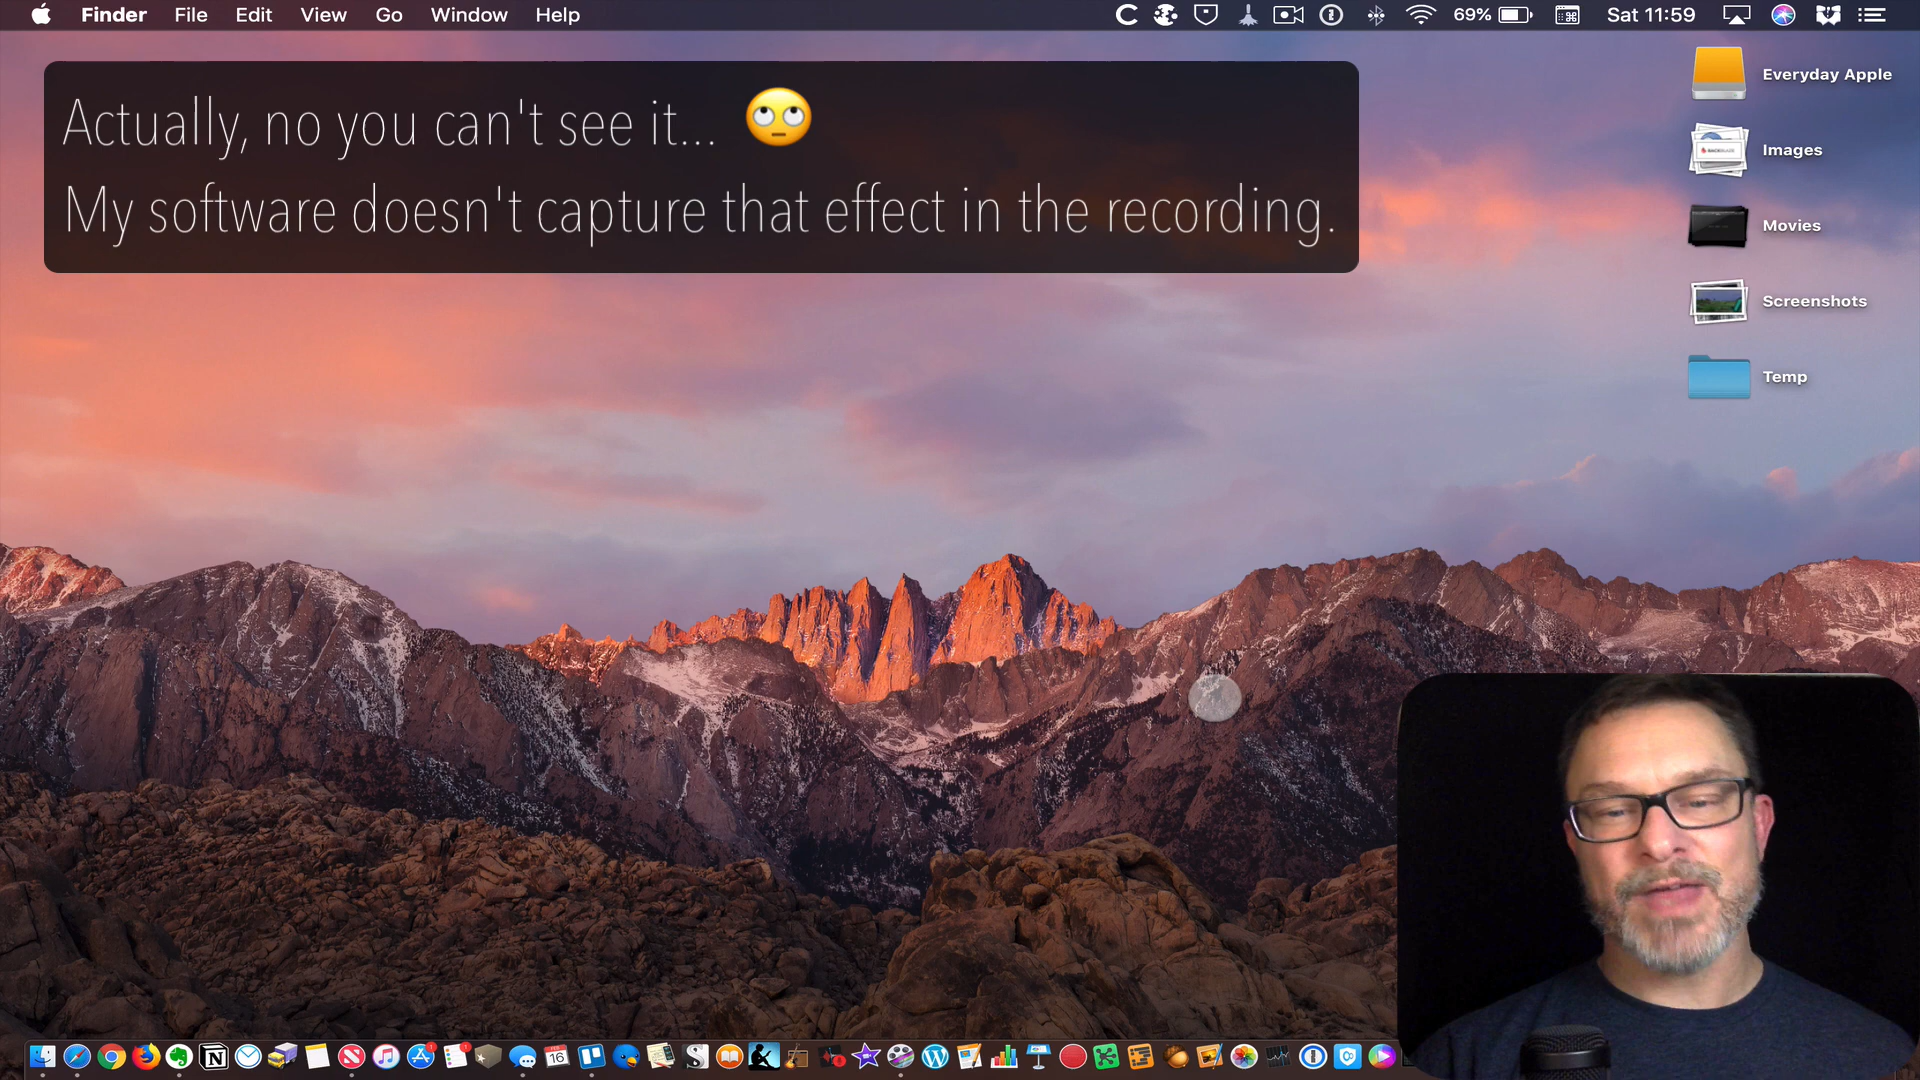 Finder File Edit View Go Window Help 69% Sat 11:59
Actually, no you can't see it... 🙄
My software doesn't capture that effect in the recording.
Everyday Apple
Images
Movies
Screenshots
Temp